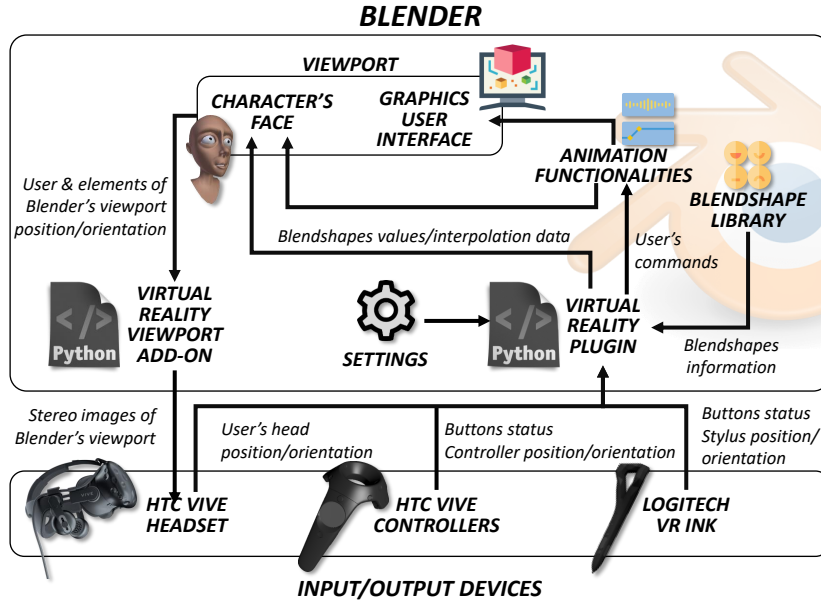 BLENDER
VIEWPORT
CHARACTER'S
FACE
GRAPHICS
USER
INTERFACE
ANIMATION
FUNCTIONALITIES
BLENDSHAPE
LIBRARY
User & elements of
Blender's viewport
position/orientation
Blendshapes values/interpolation data
User's
commands
</>
Python
VIRTUAL
REALITY
VIEWPORT
ADD-ON
SETTINGS
</>
Python
VIRTUAL
REALITY
PLUGIN
Blendshapes
information
Stereo images of
Blender's viewport
User's head
position/orientation
Buttons status
Controller position/orientation
Buttons status
Stylus position/
orientation
HTC VIVE
HEADSET
HTC VIVE
CONTROLLERS
LOGITECH
VR INK
INPUT/OUTPUT DEVICES